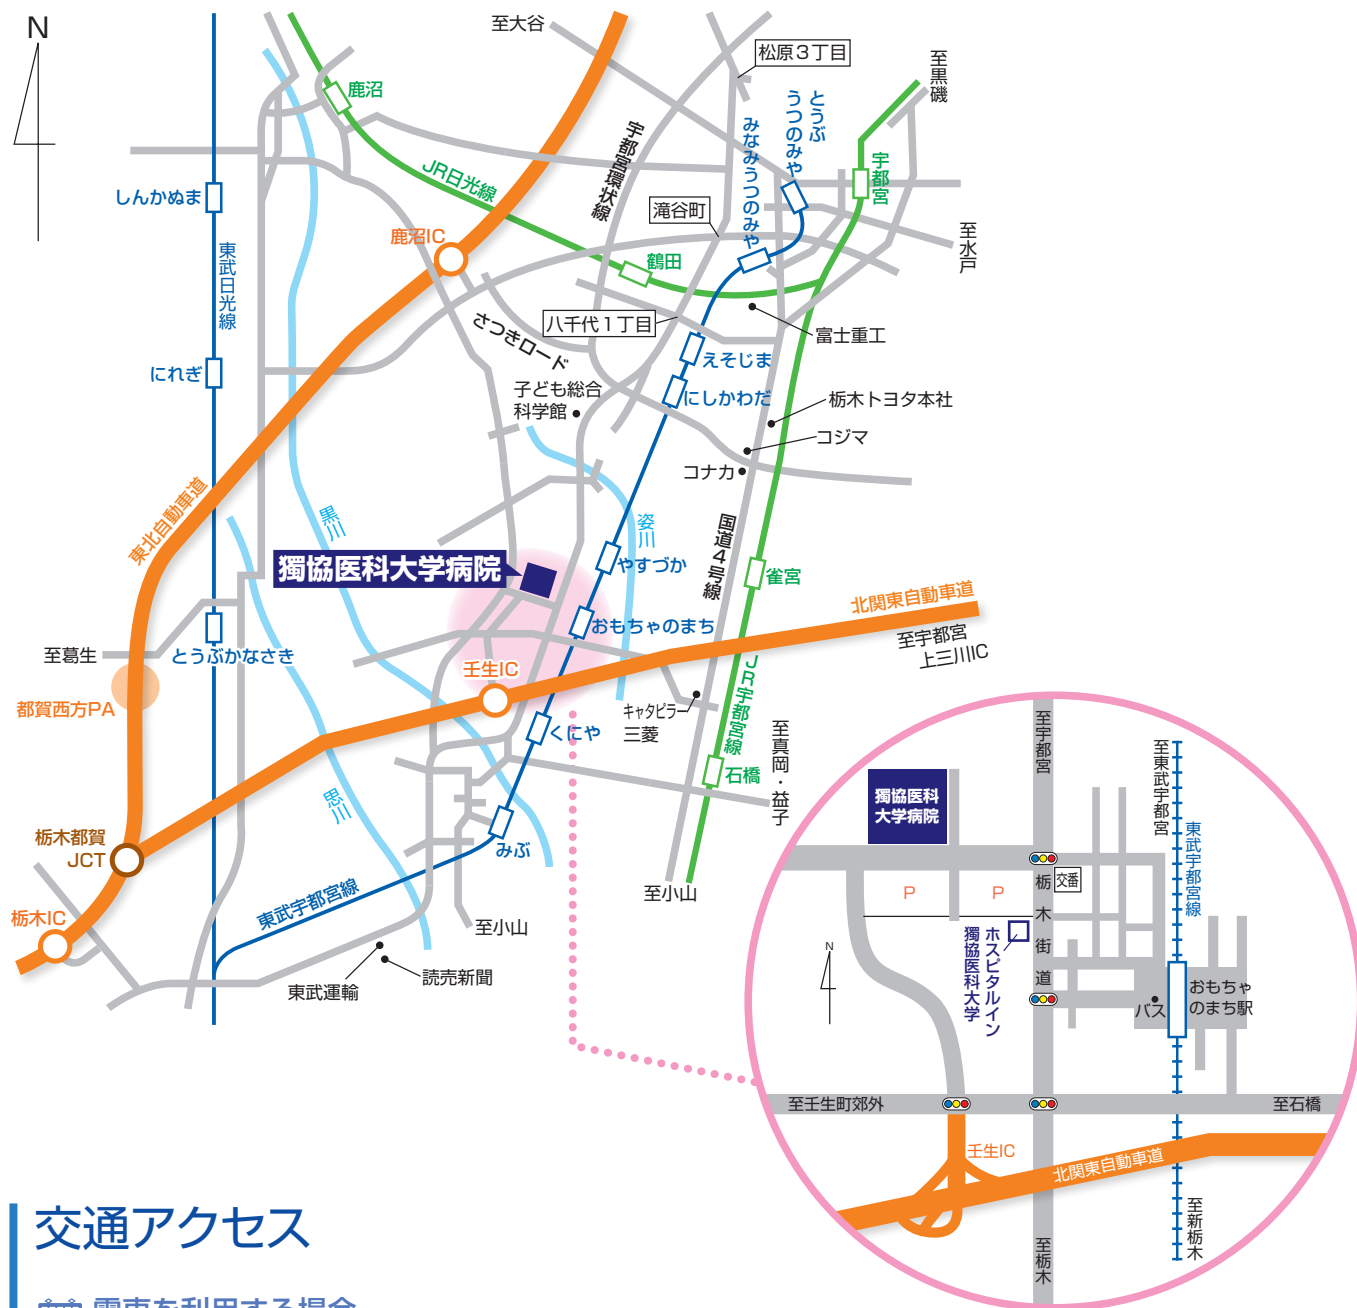 N
至大谷
松原3丁目
至黒磯
鹿沼
とうぶ
うつのみや
みなみうつのみや
宇都宮環状線
宇都宮
JR日光線
しんかぬま
滝谷町
至水戸
東武日光線
鹿沼IC
鶴田
さつきロード
八千代1丁目
富士重工
えそじま
にれぎ
子ども総合
科学館
にしかわだ
栃木トヨタ本社
コジマ
コナカ
東北自動車道
黒川
姿川
国道4号線
獨協医科大学病院
やすづか
雀宮
北関東自動車道
おもちゃのまち
至宇都宮
上三川IC
至葛生
とうぶかなさき
壬生IC
都賀西方PA
JR宇都宮線
キャタピラー
三菱
くにや
至真岡・益子
石橋
思川
栃木都賀
JCT
みぶ
東武宇都宮線
至小山
栃木IC
至小山
東武運輸
読売新聞
至宇都宮
至東武宇都宮
獨協医科
大学病院
東武宇都宮線
P
P
交番
栃木街道
N
ホスピタルイン
獨協医科大学
バス
おもちゃ
のまち駅
至壬生町郊外
至石橋
壬生IC
北関東自動車道
至新栃木
至栃木
交通アクセス
電車を利用する場合